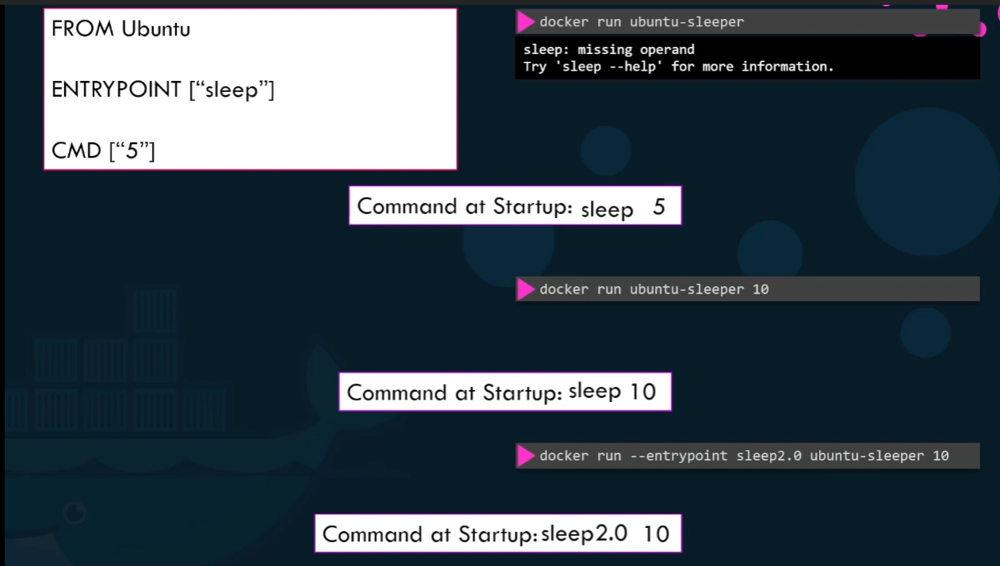 FROM Ubuntu
ENTRYPOINT [“sleep”]
CMD [“5”]
docker run ubuntu-sleeper
sleep: missing operand
Try 'sleep --help' for more information.
Command at Startup: sleep 5
docker run ubuntu-sleeper 10
Command at Startup: sleep 10
docker run --entrypoint sleep2.0 ubuntu-sleeper 10
Command at Startup: sleep2.0 10